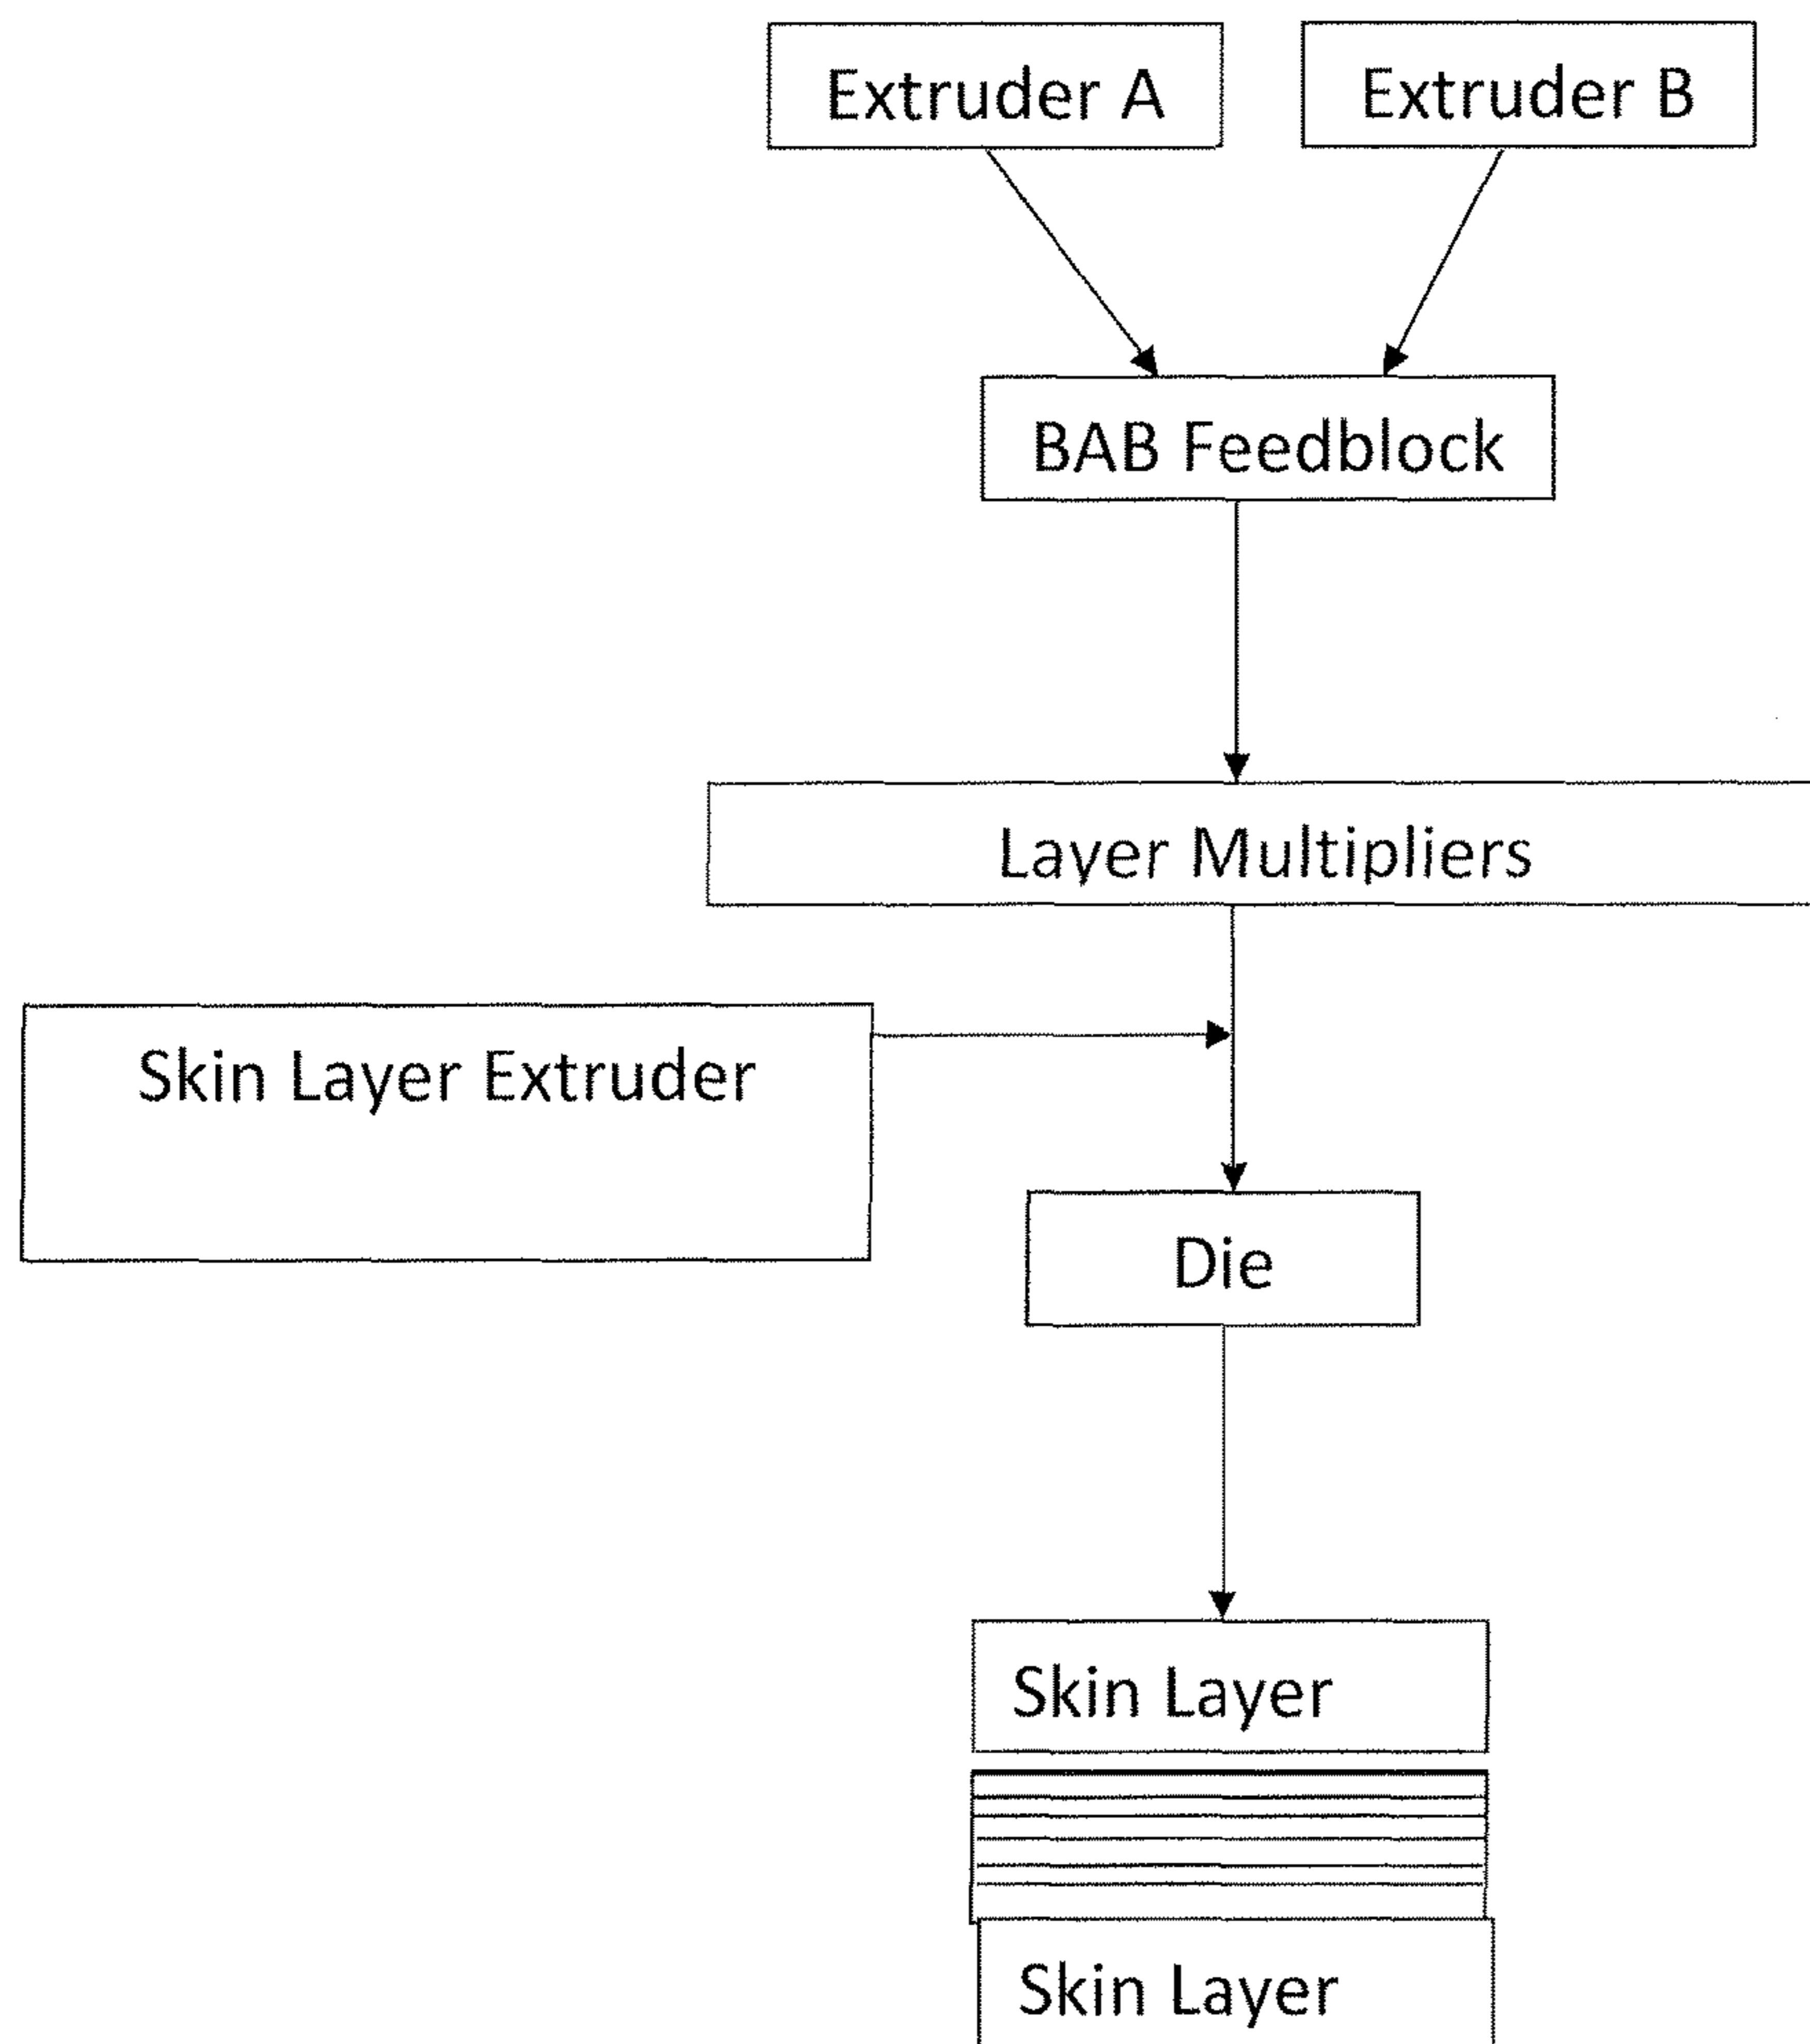 Extruder A
Extruder B
BAB Feedblock
Layer Multipliers
Skin Layer Extruder
Die
Skin Layer
Skin Layer